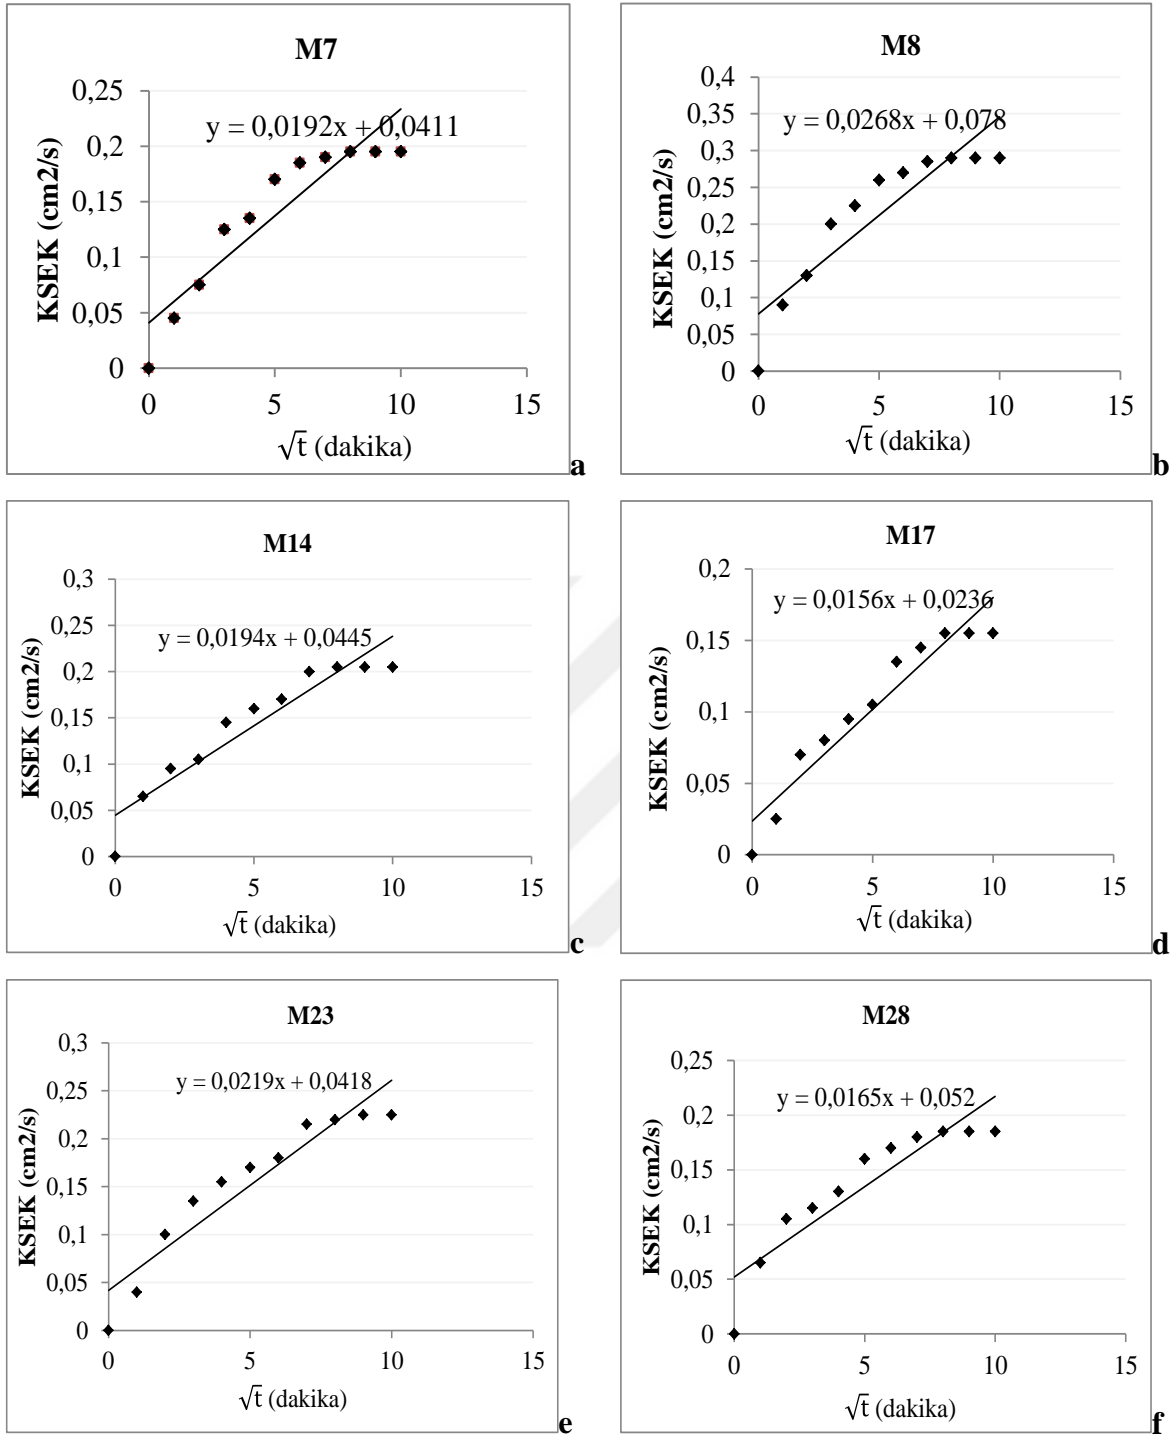 M7
0,25
y = 0,0192x + 0,0411
0,2
0,15
0,1
0,05
0
KSEK (cm2/s)
0 5 10 15
√t (dakika)
a
M8
0,4
0,35
y = 0,0268x + 0,078
0,3
0,25
0,2
0,15
0,1
0,05
0
KSEK (cm2/s)
0 5 10 15
√t (dakika)
b
M14
0,3
0,25
y = 0,0194x + 0,0445
0,2
0,15
0,1
0,05
0
KSEK (cm2/s)
0 5 10 15
√t (dakika)
c
M17
0,2
y = 0,0156x + 0,0236
0,15
0,1
0,05
0
KSEK (cm2/s)
0 5 10 15
√t (dakika)
d
M23
0,3
y = 0,0219x + 0,0418
0,25
0,2
0,15
0,1
0,05
0
KSEK (cm2/s)
0 5 10 15
√t (dakika)
e
M28
0,25
y = 0,0165x + 0,052
0,2
0,15
0,1
0,05
0
KSEK (cm2/s)
0 5 10 15
√t (dakika)
f